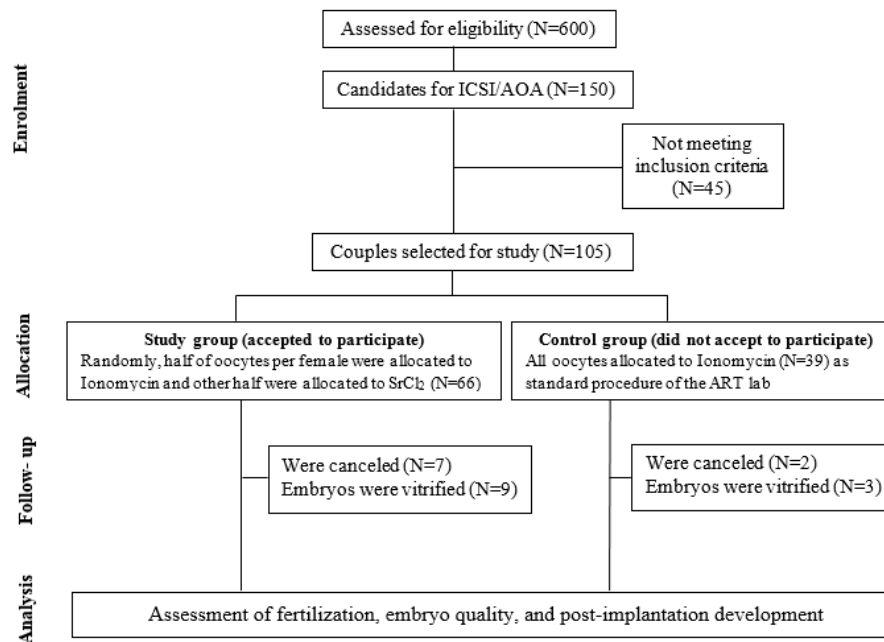 Enrolment
Assessed for eligibility (N=600)
Candidates for ICSI/AOA (N=150)
Not meeting
inclusion criteria
(N=45)
Couples selected for study (N=105)
Allocation
Study group (accepted to participate)
Randomly, half of oocytes per female were allocated to
Ionomycin and other half were allocated to SrCl₂ (N=66)
Control group (did not accept to participate)
All oocytes allocated to Ionomycin (N=39) as
standard procedure of the ART lab
Follow- up
Were canceled (N=7)
Embryos were vitrified (N=9)
Were canceled (N=2)
Embryos were vitrified (N=3)
Analysis
Assessment of fertilization, embryo quality, and post-implantation development